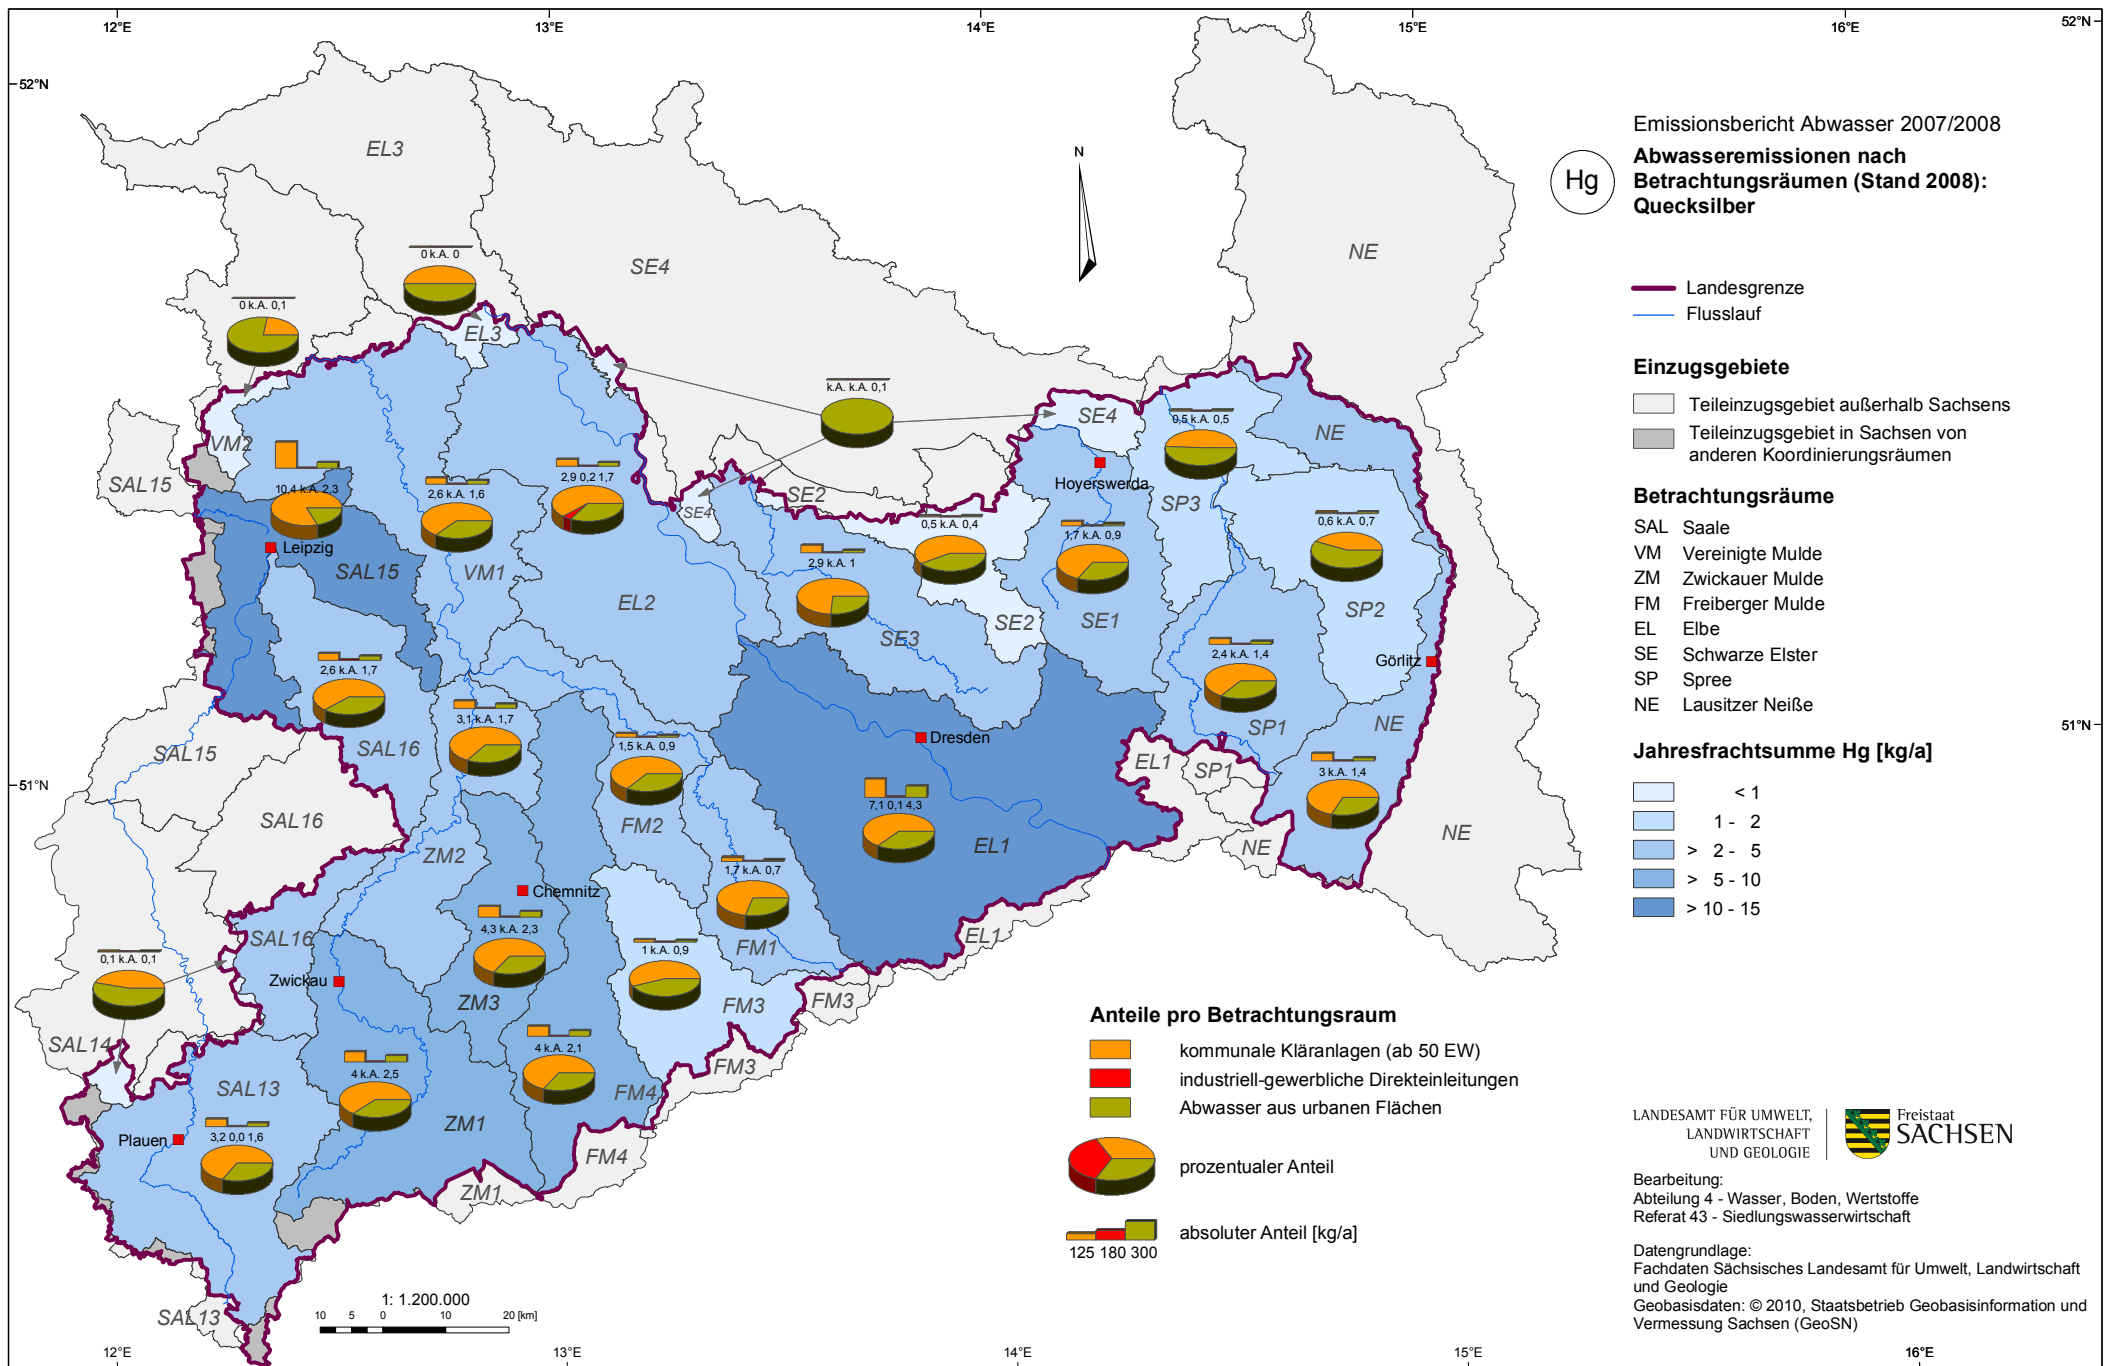 12°E
13°E
14°E
15°E
16°E
52°N
52°N
Emissionsbericht Abwasser 2007/2008
Hg
Abwasseremissionen nach
Betrachtungsräumen (Stand 2008):
Quecksilber
Landesgrenze
Flusslauf
Einzugsgebiete
Teileinzugsgebiet außerhalb Sachsens
Teileinzugsgebiet in Sachsen von
anderen Koordinierungsräumen
Betrachtungsräume
SAL Saale
VM Vereinigte Mulde
ZM Zwickauer Mulde
FM Freiberger Mulde
EL Elbe
SE Schwarze Elster
SP Spree
NE Lausitzer Neiße
Jahresfrachtsumme Hg [kg/a]
< 1
1 - 2
> 2 - 5
> 5 - 10
> 10 - 15
N
EL3
SE4
NE
0 k.A. 0
0 k.A. 0,1
EL3
k.A. k.A. 0,1
VM2
SE4
0,5 k.A. 0,5
NE
SAL15
10,4 k.A. 2,3
2,6 k.A. 1,6
2,9 0,2 1,7
SE4
SE2
Hoyerswerda
SP3
0,5 k.A. 0,4
1,7 k.A. 0,9
0,6 k.A. 0,7
Leipzig
SAL15
VM1
2,9 k.A. 1
EL2
SE3
SE2
SE1
SP2
2,6 k.A. 1,7
2,4 k.A. 1,4
Görlitz
SAL15
SAL16
3,1 k.A. 1,7
1,5 k.A. 0,9
Dresden
SP1
NE
51°N
51°N
EL1
SP1
3 k.A. 1,4
SAL16
FM2
7,1 0,1 4,3
EL1
NE
NE
ZM2
1,7 k.A. 0,7
Chemnitz
SAL16
4,3 k.A. 2,3
1 k.A. 0,9
FM1
EL1
0,1 k.A. 0,1
Zwickau
ZM3
FM3
FM3
SAL14
4 k.A. 2,1
FM3
SAL13
4 k.A. 2,5
FM4
ZM1
Plauen
3,2 0,0 1,6
FM4
ZM1
SAL13
Anteile pro Betrachtungsraum
kommunale Kläranlagen (ab 50 EW)
industriell-gewerbliche Direkteinleitungen
Abwasser aus urbanen Flächen
prozentualer Anteil
absoluter Anteil [kg/a]
125 180 300
LANDESAMT FÜR UMWELT,
LANDWIRTSCHAFT
UND GEOLOGIE
Freistaat
SACHSEN
Bearbeitung:
Abteilung 4 - Wasser, Boden, Wertstoffe
Referat 43 - Siedlungswasserwirtschaft
Datengrundlage:
Fachdaten Sächsisches Landesamt für Umwelt, Landwirtschaft
und Geologie
Geobasisdaten: © 2010, Staatsbetrieb Geobasisinformation und
Vermessung Sachsen (GeoSN)
1: 1.200.000
10 5 0 10 20 [km]
12°E
13°E
14°E
15°E
16°E